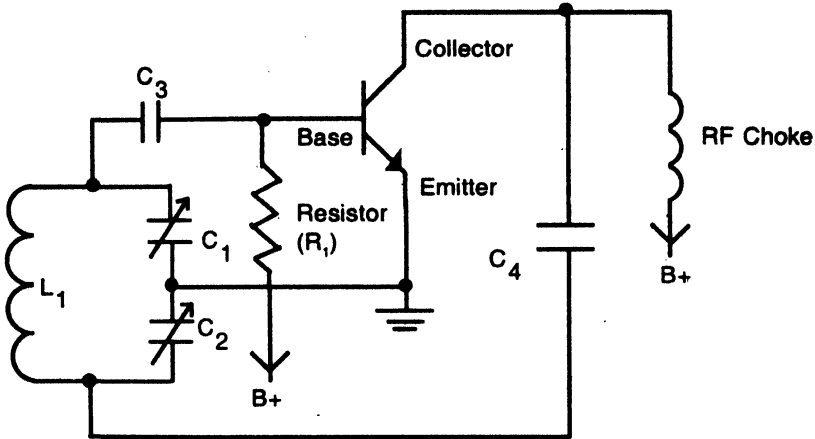 Collector
C3
Base
RF Choke
Emitter
Resistor
(R1)
C1
C4
B+
L1
C2
B+